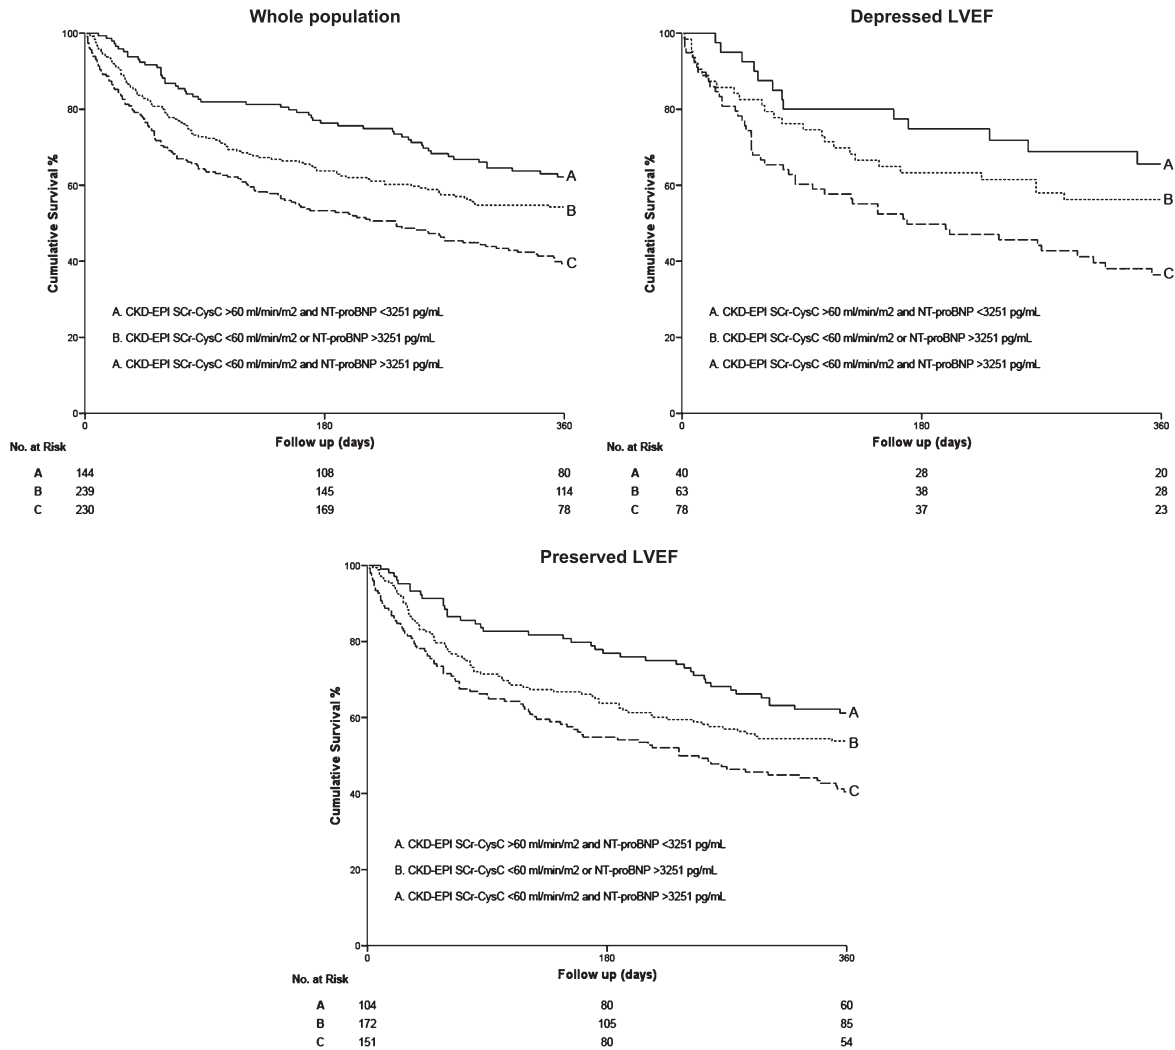 Whole population
100
80
60
40
20
0
Cumulative Survival %
A
B
C
A. CKD-EPI SCr-CysC >60 ml/min/m2 and NT-proBNP <3251 pg/mL
B. CKD-EPI SCr-CysC <60 ml/min/m2 or NT-proBNP >3251 pg/mL
A. CKD-EPI SCr-CysC <60 ml/min/m2 and NT-proBNP >3251 pg/mL
0 180 360
Follow up (days)
No. at Risk
A 144 108 80
B 239 145 114
C 230 169 78
Depressed LVEF
100
80
60
40
20
0
Cumulative Survival %
A
B
C
A. CKD-EPI SCr-CysC >60 ml/min/m2 and NT-proBNP <3251 pg/mL
B. CKD-EPI SCr-CysC <60 ml/min/m2 or NT-proBNP >3251 pg/mL
A. CKD-EPI SCr-CysC <60 ml/min/m2 and NT-proBNP >3251 pg/mL
0 180 360
Follow up (days)
No. at Risk
A 40 28 20
B 63 38 28
C 78 37 23
Preserved LVEF
100
80
60
40
20
0
Cumulative Survival %
A
B
C
A. CKD-EPI SCr-CysC >60 ml/min/m2 and NT-proBNP <3251 pg/mL
B. CKD-EPI SCr-CysC <60 ml/min/m2 or NT-proBNP >3251 pg/mL
A. CKD-EPI SCr-CysC <60 ml/min/m2 and NT-proBNP >3251 pg/mL
0 180 360
Follow up (days)
No. at Risk
A 104 80 60
B 172 105 85
C 151 80 54